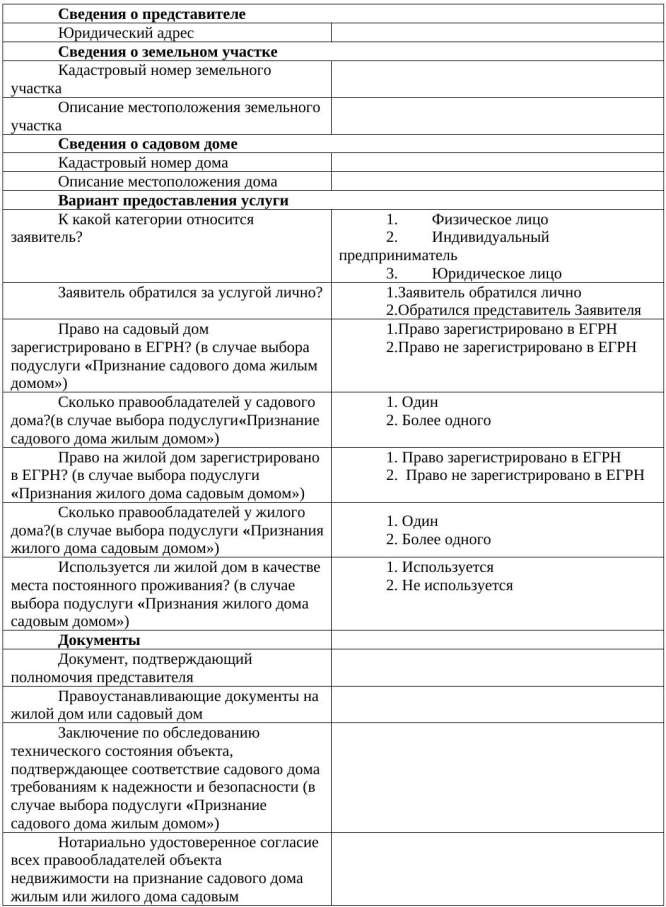 Сведения о представителе
Юридический адрес
Сведения о земельном участке
Кадастровый номер земельного
участка
Описание местоположения земельного
участка
Сведения о садовом доме
Кадастровый номер дома
Описание местоположения дома
Вариант предоставления услуги
К какой категории относится
заявитель?
1. Физическое лицо
2. Индивидуальный
предприниматель
3. Юридическое лицо
Заявитель обратился за услугой лично?
1.Заявитель обратился лично
2.Обратился представитель Заявителя
Право на садовый дом
зарегистрировано в ЕГРН? (в случае выбора
подуслуги «Признание садового дома жилым
домом»)
1.Право зарегистрировано в ЕГРН
2.Право не зарегистрировано в ЕГРН
Сколько правообладателей у садового
дома?(в случае выбора подуслуги«Признание
садового дома жилым домом»)
1. Один
2. Более одного
Право на жилой дом зарегистрировано
в ЕГРН? (в случае выбора подуслуги
«Признания жилого дома садовым домом»)
1. Право зарегистрировано в ЕГРН
2. Право не зарегистрировано в ЕГРН
Сколько правообладателей у жилого
дома?(в случае выбора подуслуги «Признания
жилого дома садовым домом»)
1. Один
2. Более одного
Используется ли жилой дом в качестве
места постоянного проживания? (в случае
выбора подуслуги «Признания жилого дома
садовым домом»)
1. Используется
2. Не используется
Документы
Документ, подтверждающий
полномочия представителя
Правоустанавливающие документы на
жилой дом или садовый дом
Заключение по обследованию
технического состояния объекта,
подтверждающее соответствие садового дома
требованиям к надежности и безопасности (в
случае выбора подуслуги «Признание
садового дома жилым домом»)
Нотариально удостоверенное согласие
всех правообладателей объекта
недвижимости на признание садового дома
жилым или жилого дома садовым